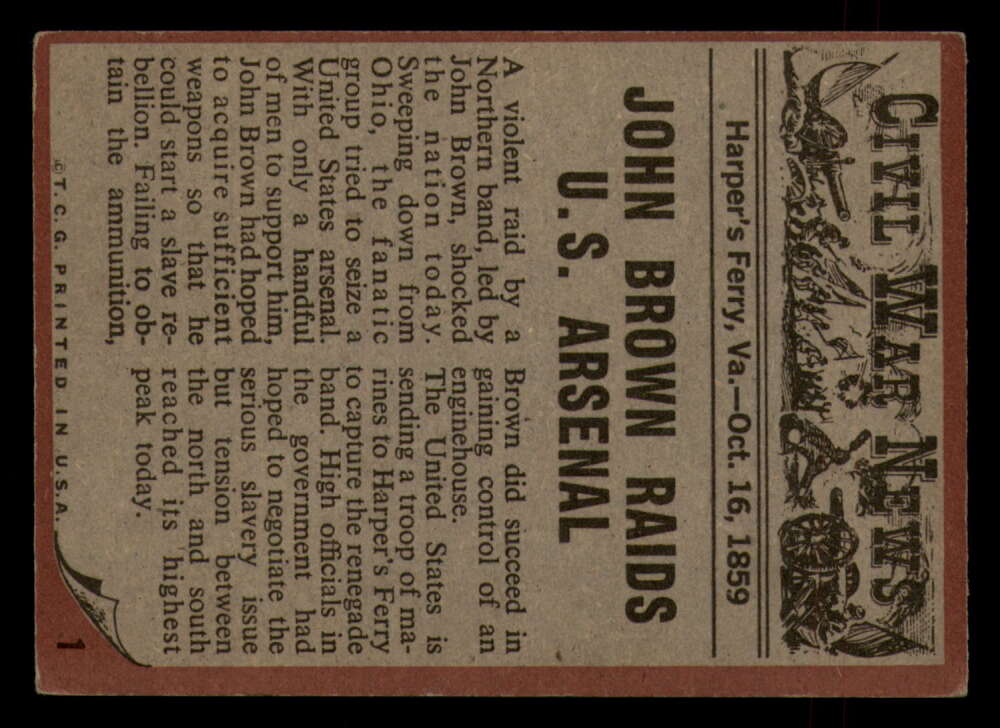 CIVIL WAR NEWS
Harper's Ferry, Va.—Oct. 16, 1859
JOHN BROWN RAIDS
U. S. ARSENAL
A violent raid by a
Northern band, led by
John Brown, shocked
the nation today.
Sweeping down from
Ohio, the fanatic
group tried to seize a
United States arsenal.
With only a handful
of men to support him,
John Brown had hoped
to acquire sufficient
weapons so that he
could start a slave re-
bellion. Failing to ob-
tain the ammunition,
Brown did succeed in
gaining control of an
enginehouse.
The United States is
sending a troop of ma-
rines to Harper's Ferry
to capture the renegade
band. High officials in
the government had
hoped to negotiate the
serious slavery issue
but tension between
the north and south
reached its highest
peak today.
© T. C. G. PRINTED IN U.S.A.
1